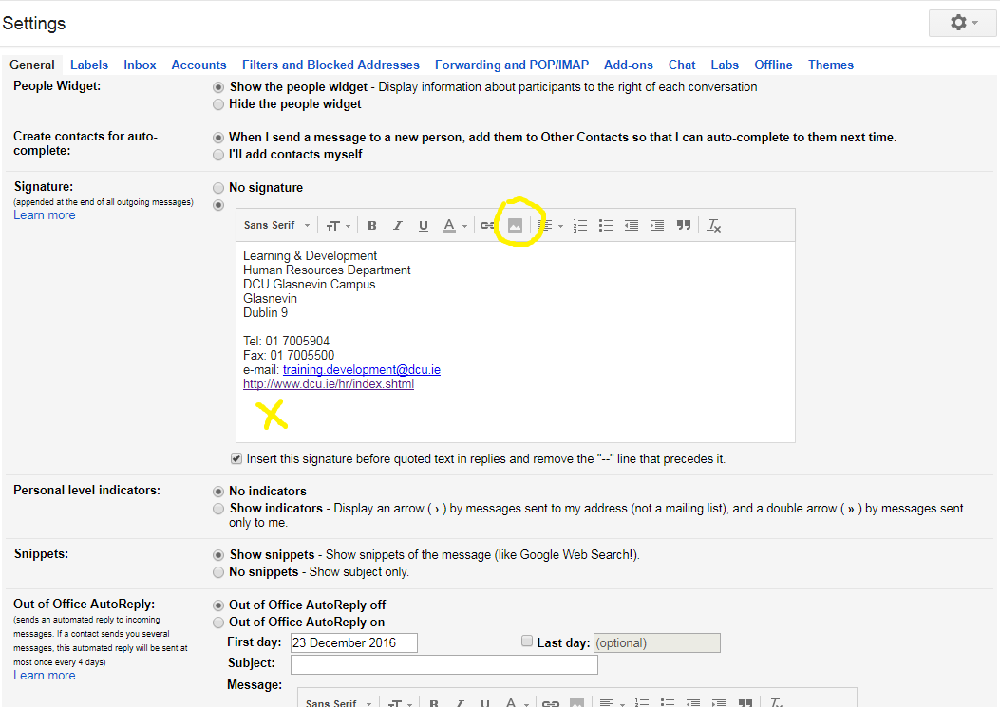 Settings
General Labels Inbox Accounts Filters and Blocked Addresses Forwarding and POP/IMAP Add-ons Chat Labs Offline Themes
People Widget:
Show the people widget - Display information about participants to the right of each conversation
Hide the people widget
Create contacts for auto-
complete:
When I send a message to a new person, add them to Other Contacts so that I can auto-complete to them next time.
I'll add contacts myself
Signature:
(appended at the end of all outgoing messages)
Learn more
No signature
Sans Serif
Learning & Development
Human Resources Department
DCU Glasnevin Campus
Glasnevin
Dublin 9
Tel: 01 7005904
Fax: 01 7005500
e-mail: training.development@dcu.ie
http://www.dcu.ie/hr/index.shtml
Insert this signature before quoted text in replies and remove the "--" line that precedes it.
Personal level indicators:
No indicators
Show indicators - Display an arrow ( › ) by messages sent to my address (not a mailing list), and a double arrow ( » ) by messages sent
only to me.
Snippets:
Show snippets - Show snippets of the message (like Google Web Search!).
No snippets - Show subject only.
Out of Office AutoReply:
(sends an automated reply to incoming
messages. If a contact sends you several
messages, this automated reply will be sent at
most once every 4 days)
Learn more
Out of Office AutoReply off
Out of Office AutoReply on
First day: 23 December 2016 Last day: (optional)
Subject:
Message:
Sans Serif